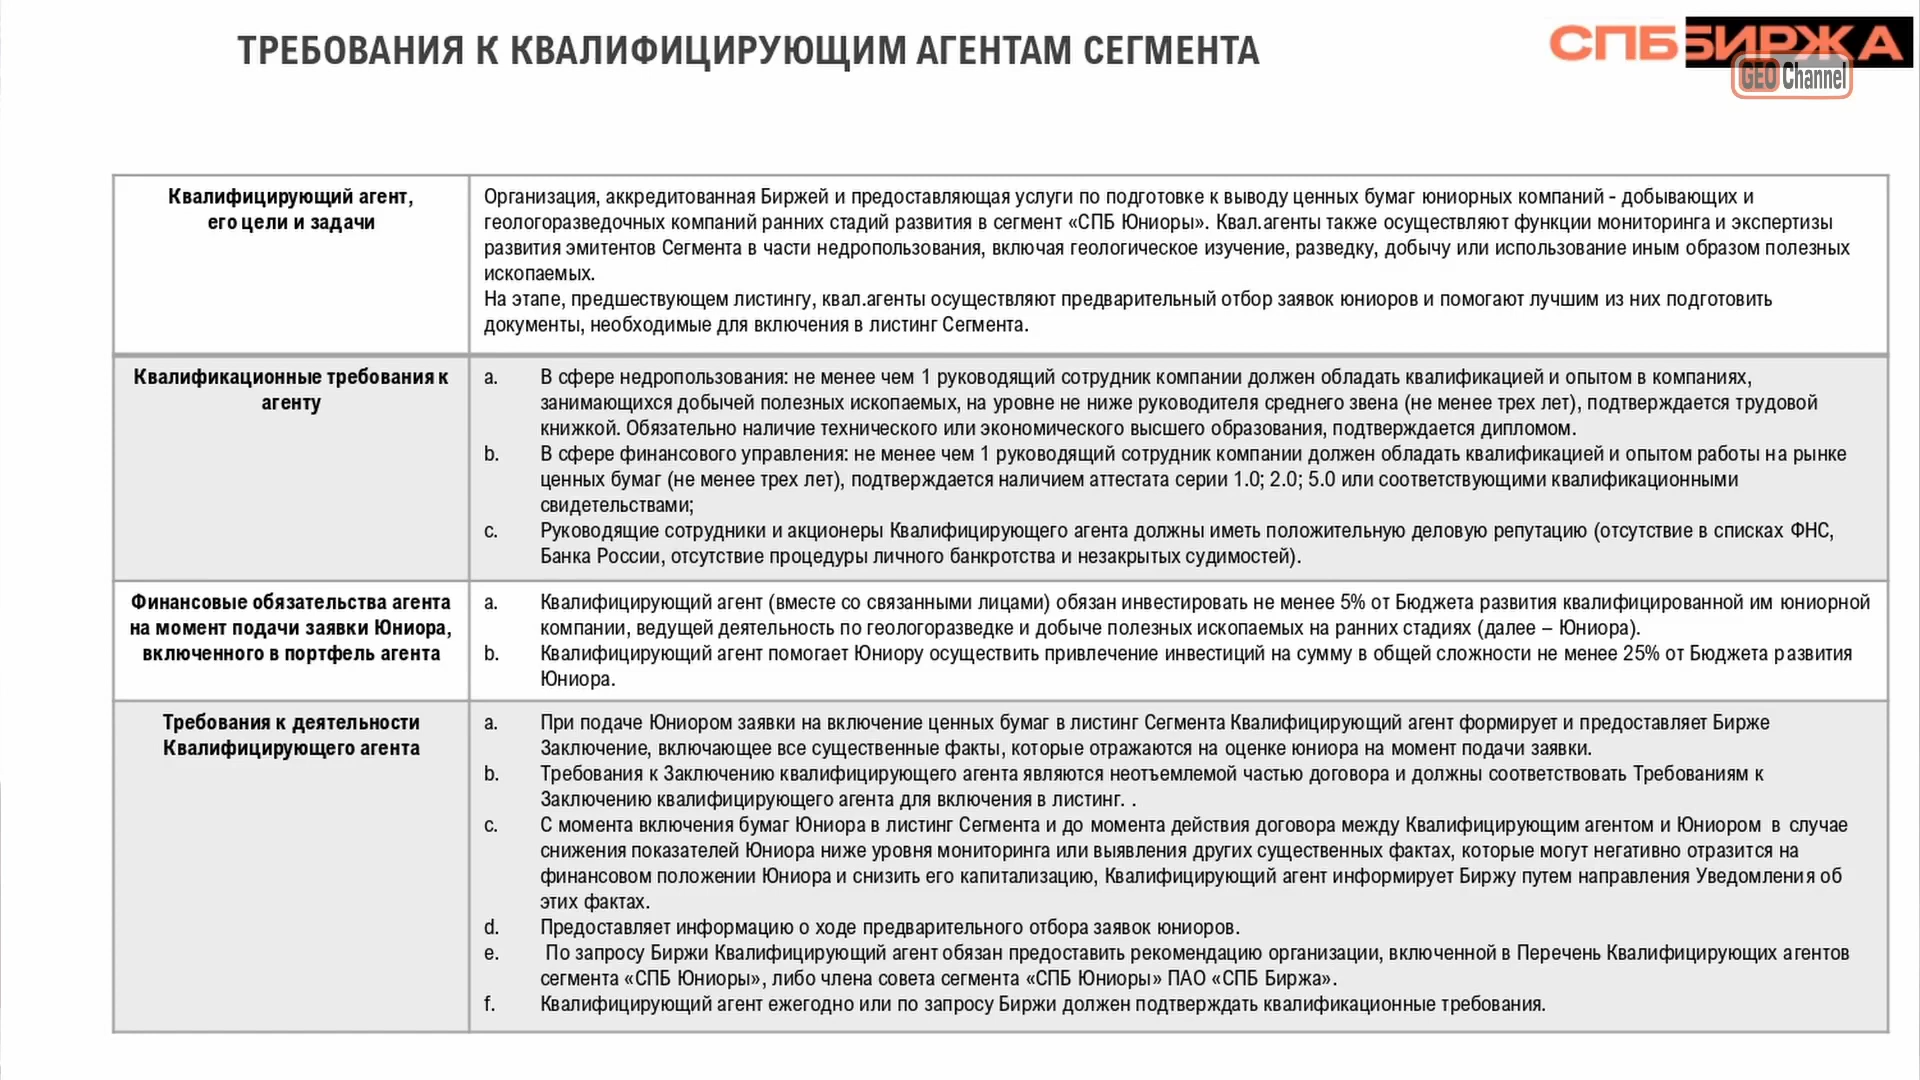 ТРЕБОВАНИЯ К КВАЛИФИЦИРУЮЩИМ АГЕНТАМ СЕГМЕНТА
СПББИРЖА
GEO Channel
Квалифицирующий агент,
его цели и задачи
Организация, аккредитованная Биржей и предоставляющая услуги по подготовке к выводу ценных бумаг юниорных компаний - добывающих и
геологоразведочных компаний ранних стадий развития в сегмент «СПБ Юниоры». Квал.агенты также осуществляют функции мониторинга и экспертизы
развития эмитентов Сегмента в части недропользования, включая геологическое изучение, разведку, добычу или использование иным образом полезных
ископаемых.
На этапе, предшествующем листингу, квал.агенты осуществляют предварительный отбор заявок юниоров и помогают лучшим из них подготовить
документы, необходимые для включения в листинг Сегмента.
Квалификационные требования к
агенту
a. В сфере недропользования: не менее чем 1 руководящий сотрудник компании должен обладать квалификацией и опытом в компаниях,
занимающихся добычей полезных ископаемых, на уровне не ниже руководителя среднего звена (не менее трех лет), подтверждается трудовой
книжкой. Обязательно наличие технического или экономического высшего образования, подтверждается дипломом.
b. В сфере финансового управления: не менее чем 1 руководящий сотрудник компании должен обладать квалификацией и опытом работы на рынке
ценных бумаг (не менее трех лет), подтверждается наличием аттестата серии 1.0; 2.0; 5.0 или соответствующими квалификационными
свидетельствами;
c. Руководящие сотрудники и акционеры Квалифицирующего агента должны иметь положительную деловую репутацию (отсутствие в списках ФНС,
Банка России, отсутствие процедуры личного банкротства и незакрытых судимостей).
Финансовые обязательства агента
на момент подачи заявки Юниора,
включенного в портфель агента
a. Квалифицирующий агент (вместе со связанными лицами) обязан инвестировать не менее 5% от Бюджета развития квалифицированной им юниорной
компании, ведущей деятельность по геологоразведке и добыче полезных ископаемых на ранних стадиях (далее – Юниора).
b. Квалифицирующий агент помогает Юниору осуществить привлечение инвестиций на сумму в общей сложности не менее 25% от Бюджета развития
Юниора.
Требования к деятельности
Квалифицирующего агента
a. При подаче Юниором заявки на включение ценных бумаг в листинг Сегмента Квалифицирующий агент формирует и предоставляет Бирже
Заключение, включающее все существенные факты, которые отражаются на оценке юниора на момент подачи заявки.
b. Требования к Заключению квалифицирующего агента являются неотъемлемой частью договора и должны соответствовать Требованиям к
Заключению квалифицирующего агента для включения в листинг. .
c. С момента включения бумаг Юниора в листинг Сегмента и до момента действия договора между Квалифицирующим агентом и Юниором в случае
снижения показателей Юниора ниже уровня мониторинга или выявления других существенных фактах, которые могут негативно отразится на
финансовом положении Юниора и снизить его капитализацию, Квалифицирующий агент информирует Биржу путем направления Уведомления об
этих фактах.
d. Предоставляет информацию о ходе предварительного отбора заявок юниоров.
e. По запросу Биржи Квалифицирующий агент обязан предоставить рекомендацию организации, включенной в Перечень Квалифицирующих агентов
сегмента «СПБ Юниоры», либо члена совета сегмента «СПБ Юниоры» ПАО «СПБ Биржа».
f. Квалифицирующий агент ежегодно или по запросу Биржи должен подтверждать квалификационные требования.